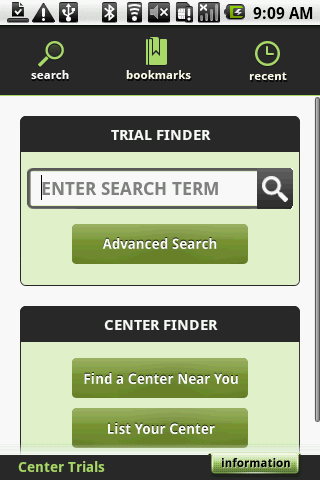 9:09 AM
search bookmarks recent
TRIAL FINDER
ENTER SEARCH TERM
Advanced Search
CENTER FINDER
Find a Center Near You
List Your Center
Center Trials information